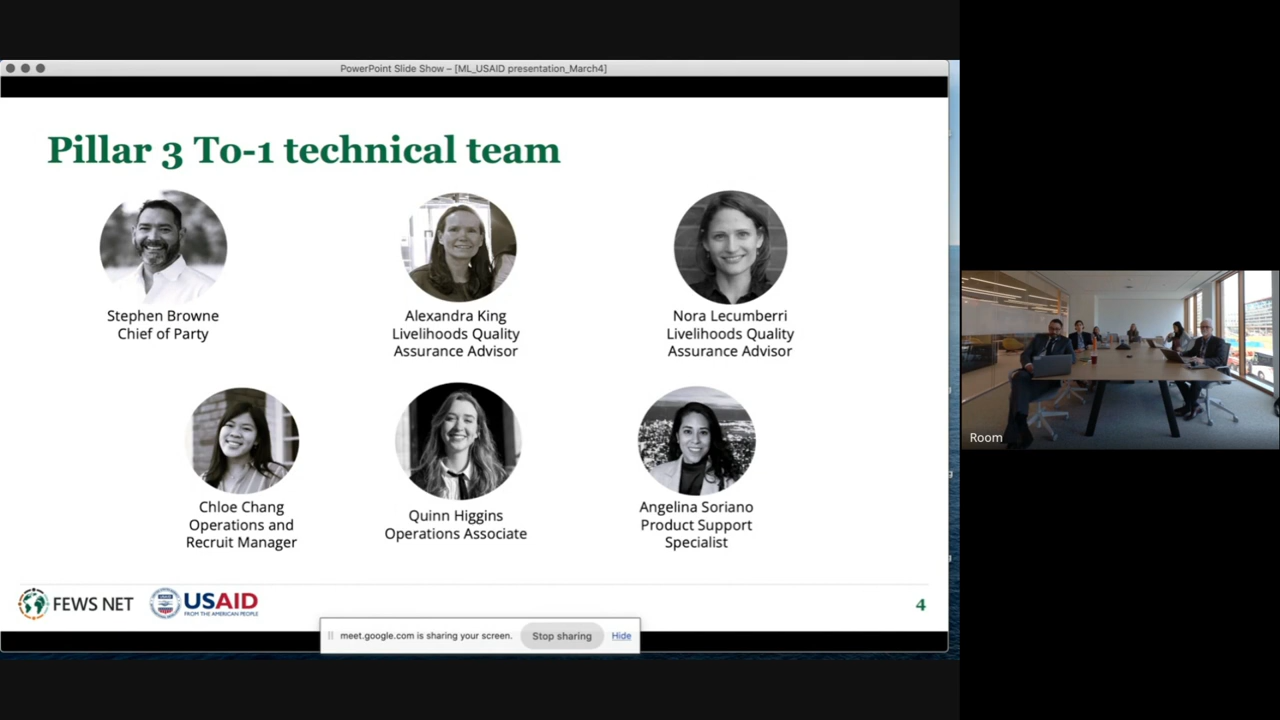 PowerPoint Slide Show – [ML_USAID presentation_March4]
Pillar 3 To-1 technical team
Stephen Browne
Chief of Party
Alexandra King
Livelihoods Quality
Assurance Advisor
Nora Lecumberri
Livelihoods Quality
Assurance Advisor
Chloe Chang
Operations and
Recruit Manager
Quinn Higgins
Operations Associate
Angelina Soriano
Product Support
Specialist
FEWS NET
USAID
FROM THE AMERICAN PEOPLE
4
meet.google.com is sharing your screen.
Stop sharing
Hide
Room